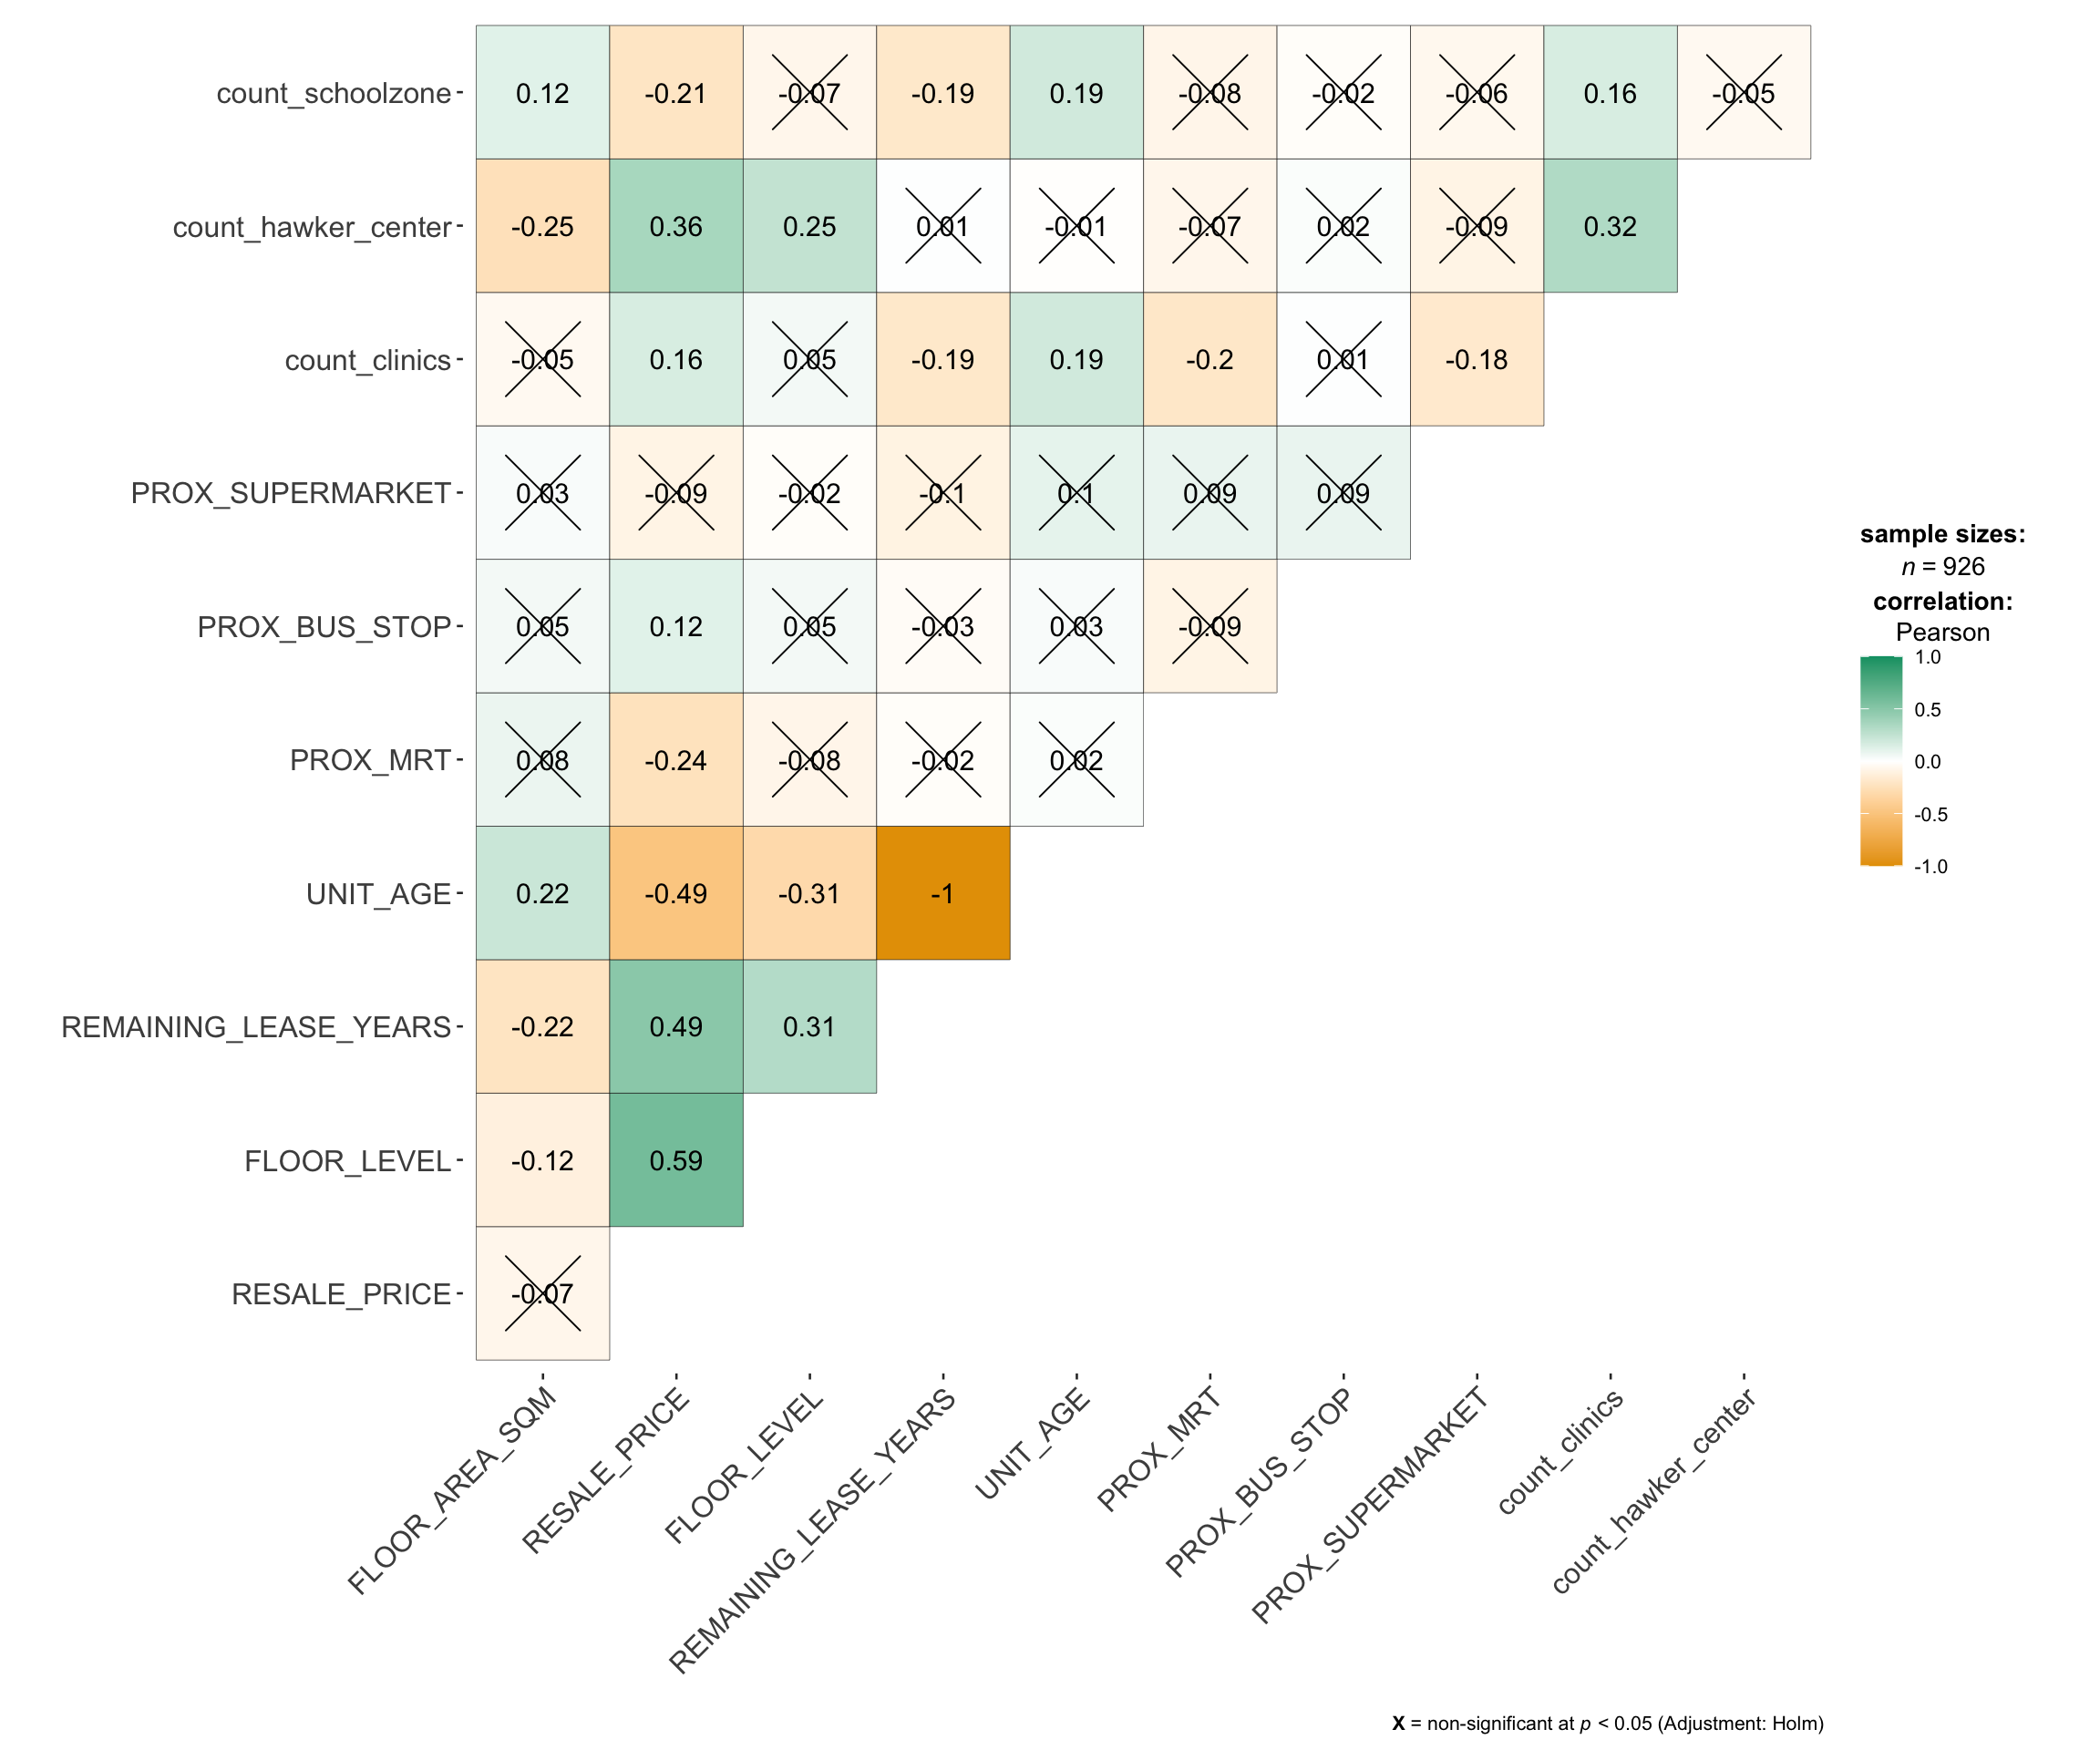 count_schoolzone 0.12 -0.21 -0.07 -0.19 0.19 -0.08 -0.02 -0.06 0.16 -0.05
count_hawker_center -0.25 0.36 0.25 0.01 -0.01 -0.07 0.02 -0.09 0.32
count_clinics -0.05 0.16 0.05 -0.19 0.19 -0.2 0.01 -0.18
PROX_SUPERMARKET 0.03 -0.09 -0.02 -0.1 0.1 0.09 0.09
PROX_BUS_STOP 0.05 0.12 0.05 -0.03 0.03 -0.09
PROX_MRT 0.08 -0.24 -0.08 -0.02 0.02
UNIT_AGE 0.22 -0.49 -0.31 -1
REMAINING_LEASE_YEARS -0.22 0.49 0.31
FLOOR_LEVEL -0.12 0.59
RESALE_PRICE -0.07
FLOOR_AREA_SQM
RESALE_PRICE
FLOOR_LEVEL
REMAINING_LEASE_YEARS
UNIT_AGE
PROX_MRT
PROX_BUS_STOP
PROX_SUPERMARKET
count_clinics
count_hawker_center
sample sizes:
n = 926
correlation:
Pearson
1.0
0.5
0.0
-0.5
-1.0
X = non-significant at p < 0.05 (Adjustment: Holm)